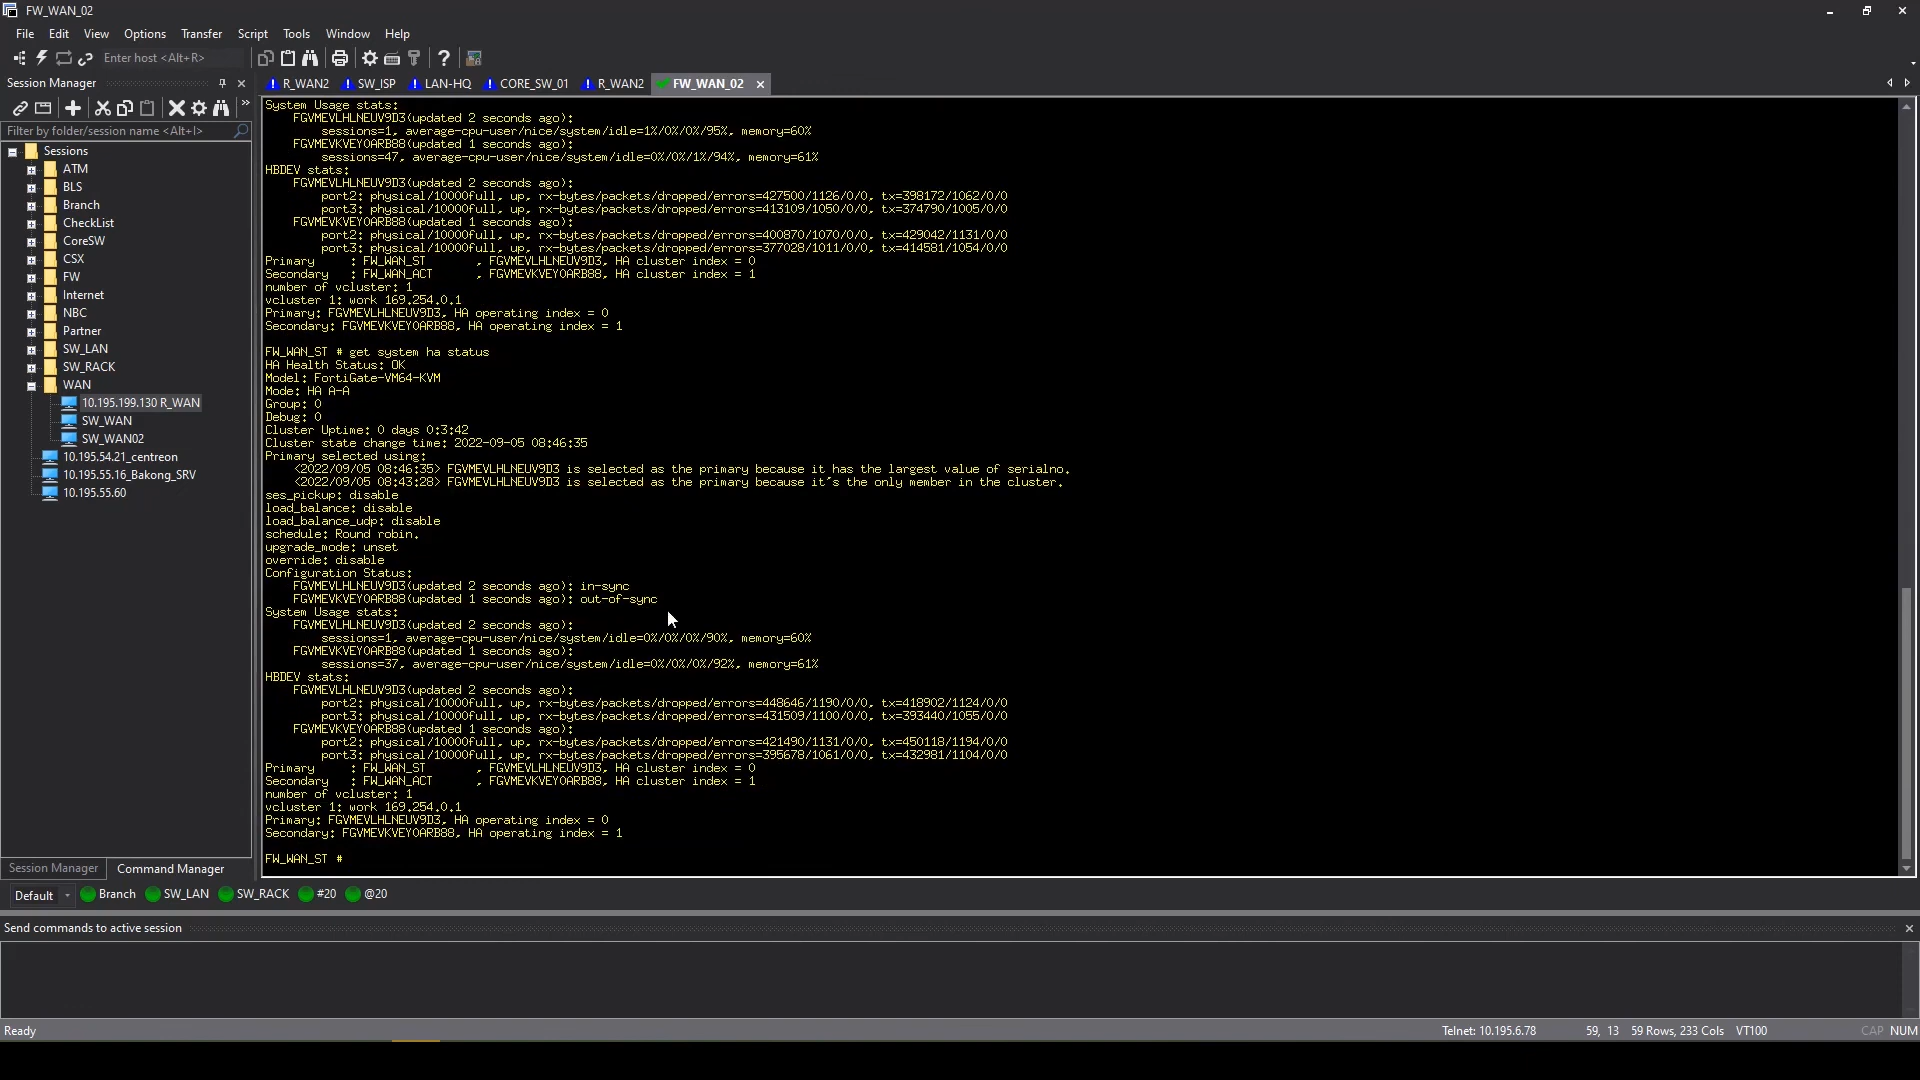 FW_WAN_02
File Edit View Options Transfer Script Tools Window Help
Enter host <Alt+R>
Session Manager
R_WAN2 SW_ISP LAN-HQ CORE_SW_01 R_WAN2 FW_WAN_02
Filter by folder/session name <Alt+I>
Sessions
ATM
BLS
Branch
CheckList
CoreSW
CSX
FW
Internet
NBC
Partner
SW_LAN
SW_RACK
WAN
10.195.199.130 R_WAN
SW_WAN
SW_WAN02
10.195.54.21_centreon
10.195.55.16_Bakong_SRV
10.195.55.60
Session Manager Command Manager
System Usage stats:
FGVMEVLHLNEUV9D3(updated 2 seconds ago):
sessions=1, average-cpu-user/nice/system/idle=1%/0%/0%/95%, memory=60%
FGVMEVKVEYOARB88(updated 1 seconds ago):
sessions=47, average-cpu-user/nice/system/idle=0%/0%/1%/94%, memory=61%
HBDEV stats:
FGVMEVLHLNEUV9D3(updated 2 seconds ago):
port2: physical/10000full, up, rx-bytes/packets/dropped/errors=427500/1126/0/0, tx=398172/1062/0/0
port3: physical/10000full, up, rx-bytes/packets/dropped/errors=413109/1050/0/0, tx=374790/1005/0/0
FGVMEVKVEYOARB88(updated 1 seconds ago):
port2: physical/10000full, up, rx-bytes/packets/dropped/errors=400870/1070/0/0, tx=429042/1131/0/0
port3: physical/10000full, up, rx-bytes/packets/dropped/errors=377028/1011/0/0, tx=414581/1054/0/0
Primary : FW_WAN_ST , FGVMEVLHLNEUV9D3, HA cluster index = 0
Secondary : FW_WAN_ACT , FGVMEVKVEYOARB88, HA cluster index = 1
number of vcluster: 1
vcluster 1: work 169.254.0.1
Primary: FGVMEVLHLNEUV9D3, HA operating index = 0
Secondary: FGVMEVKVEYOARB88, HA operating index = 1
FW_WAN_ST # get system ha status
HA Health Status: OK
Model: FortiGate-VM64-KVM
Mode: HA A-A
Group: 0
Debug: 0
Cluster Uptime: 0 days 0:3:42
Cluster state change time: 2022-09-05 08:46:35
Primary selected using:
<2022/09/05 08:46:35> FGVMEVLHLNEUV9D3 is selected as the primary because it has the largest value of serialno.
<2022/09/05 08:43:28> FGVMEVLHLNEUV9D3 is selected as the primary because it's the only member in the cluster.
ses_pickup: disable
load_balance: disable
load_balance_udp: disable
schedule: Round robin.
upgrade_mode: unset
override: disable
Configuration Status:
FGVMEVLHLNEUV9D3(updated 2 seconds ago): in-sync
FGVMEVKVEYOARB88(updated 1 seconds ago): out-of-sync
System Usage stats:
FGVMEVLHLNEUV9D3(updated 2 seconds ago):
sessions=1, average-cpu-user/nice/system/idle=0%/0%/0%/90%, memory=60%
FGVMEVKVEYOARB88(updated 1 seconds ago):
sessions=37, average-cpu-user/nice/system/idle=0%/0%/0%/92%, memory=61%
HBDEV stats:
FGVMEVLHLNEUV9D3(updated 2 seconds ago):
port2: physical/10000full, up, rx-bytes/packets/dropped/errors=448646/1190/0/0, tx=418902/1124/0/0
port3: physical/10000full, up, rx-bytes/packets/dropped/errors=431509/1100/0/0, tx=393440/1055/0/0
FGVMEVKVEYOARB88(updated 1 seconds ago):
port2: physical/10000full, up, rx-bytes/packets/dropped/errors=421490/1131/0/0, tx=450118/1194/0/0
port3: physical/10000full, up, rx-bytes/packets/dropped/errors=395678/1061/0/0, tx=432981/1104/0/0
Primary : FW_WAN_ST , FGVMEVLHLNEUV9D3, HA cluster index = 0
Secondary : FW_WAN_ACT , FGVMEVKVEYOARB88, HA cluster index = 1
number of vcluster: 1
vcluster 1: work 169.254.0.1
Primary: FGVMEVLHLNEUV9D3, HA operating index = 0
Secondary: FGVMEVKVEYOARB88, HA operating index = 1
FW_WAN_ST #
Default Branch SW_LAN SW_RACK #20 @20
Send commands to active session
Ready Telnet: 10.195.6.78 59, 13 59 Rows, 233 Cols VT100 CAP NUM